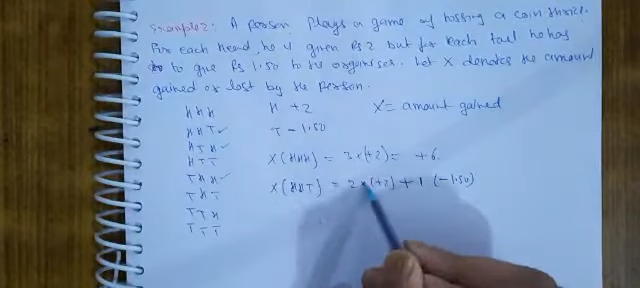 Example 2: A person plays a game of tossing a coin thrice.
For each head, he is given Rs 2 but for each tail he has
to give Rs 1.50 to the organiser. Let X denotes the amount
gained or lost by the person.
HHH H +2 X = amount gained
HHT ✓ T - 1.50
HTH ✓
HTT X(HHH) = 3x(+2) = +6
THH ✓ X(HHT) = 2x(+2) + 1 (-1.50)
THT
TTH
TTT